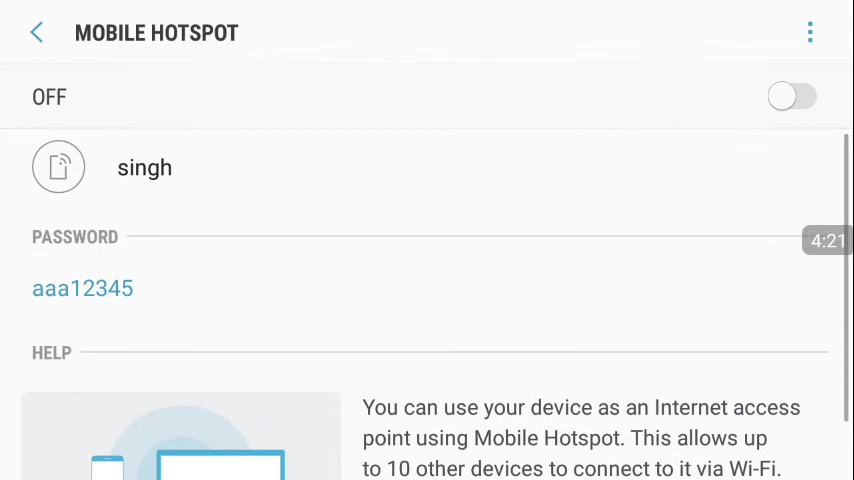 MOBILE HOTSPOT
OFF
singh
PASSWORD
4:21
aaa12345
HELP
You can use your device as an Internet access
point using Mobile Hotspot. This allows up
to 10 other devices to connect to it via Wi-Fi.